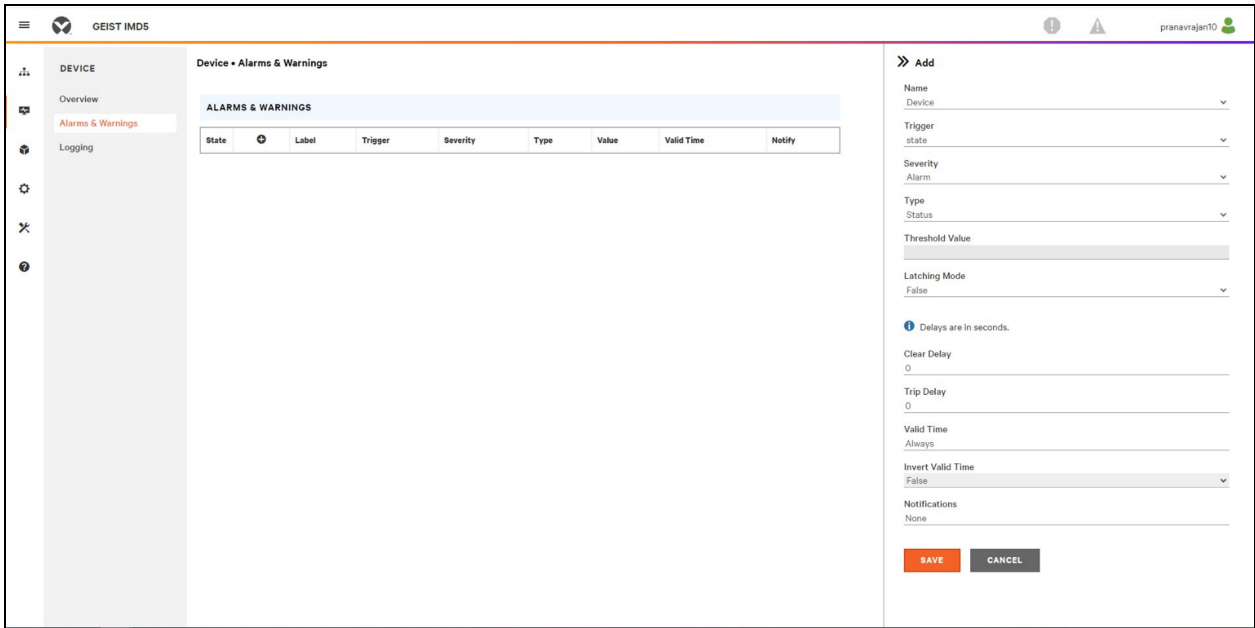 GEIST IMD5
pranavrajan10
DEVICE
Overview
Alarms & Warnings
Logging
Device • Alarms & Warnings
ALARMS & WARNINGS
State Label Trigger Severity Type Value Valid Time Notify
Add
Name
Device
Trigger
state
Severity
Alarm
Type
Status
Threshold Value
Latching Mode
False
Delays are in seconds.
Clear Delay
0
Trip Delay
0
Valid Time
Always
Invert Valid Time
False
Notifications
None
SAVE CANCEL